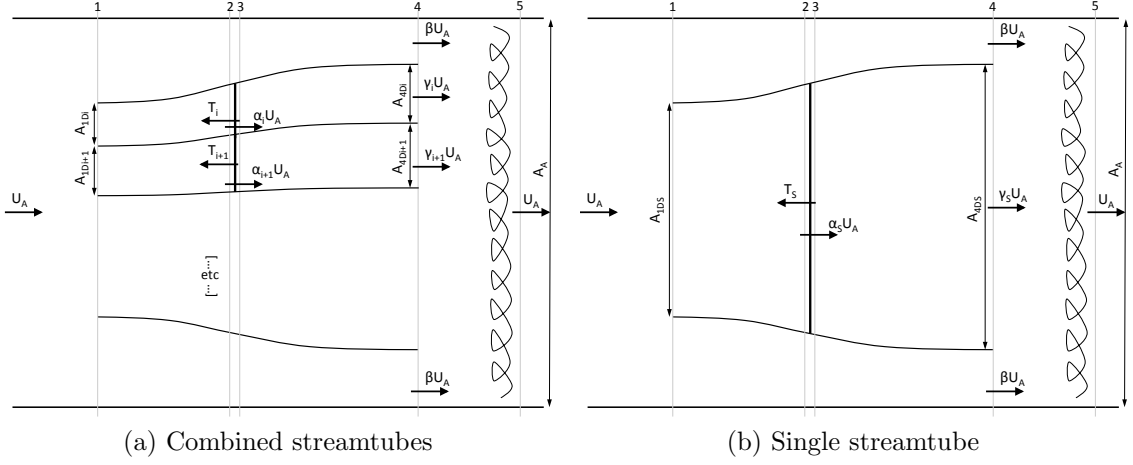 1 2 3 4 5
βU_A
A_1Di
T_i
α_iU_A
A_4Di
γ_iU_A
A_1Di+1
T_i+1
α_i+1U_A
A_4Di+1
γ_i+1U_A
U_A
U_A
A_A
[...]
etc
[...]
βU_A
(a) Combined streamtubes
1 2 3 4 5
βU_A
A_1DS
T_S
α_SU_A
A_4DS
γ_SU_A
U_A
U_A
A_A
βU_A
(b) Single streamtube